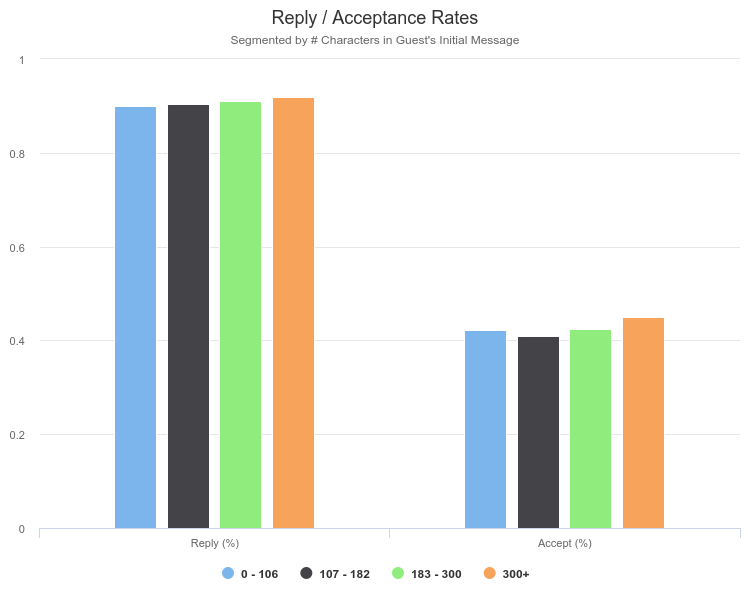 Reply / Acceptance Rates
Segmented by # Characters in Guest's Initial Message
1
0.8
0.6
0.4
0.2
0
Reply (%) Accept (%)
0 - 106 107 - 182 183 - 300 300+